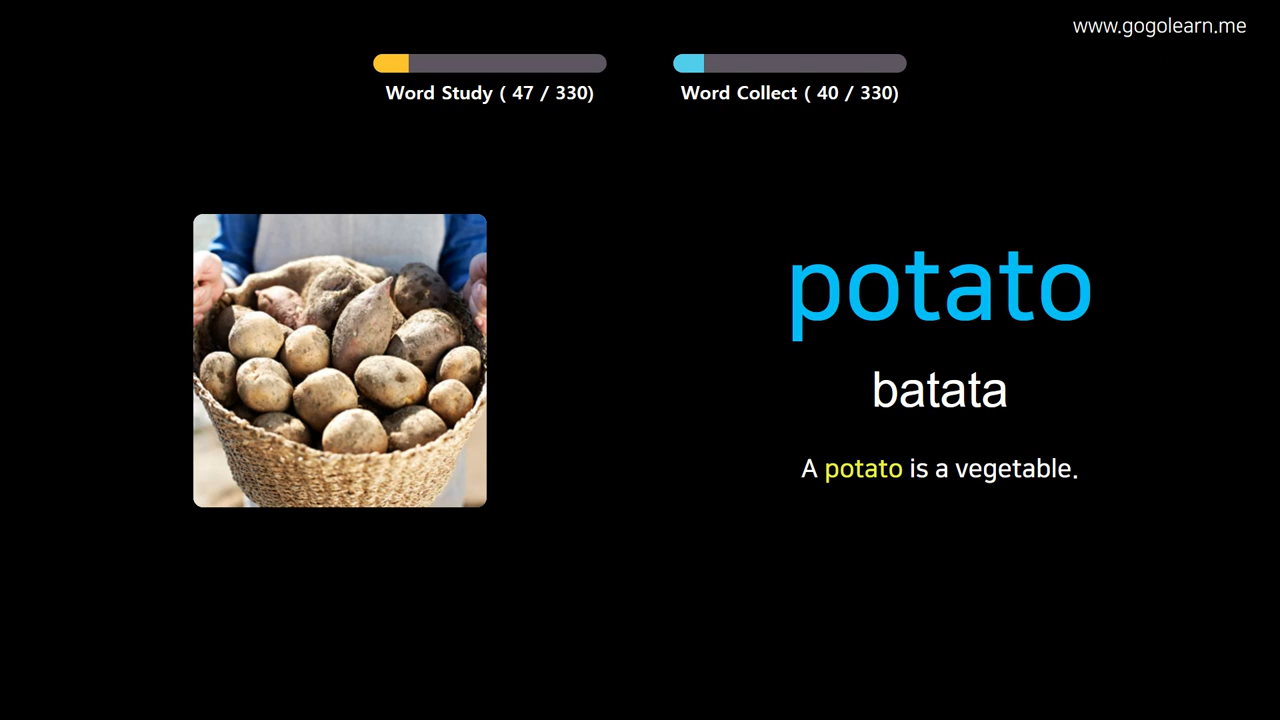 www.gogolearn.me
Word Study ( 47 / 330)
Word Collect ( 40 / 330)
potato
batata
A potato is a vegetable.